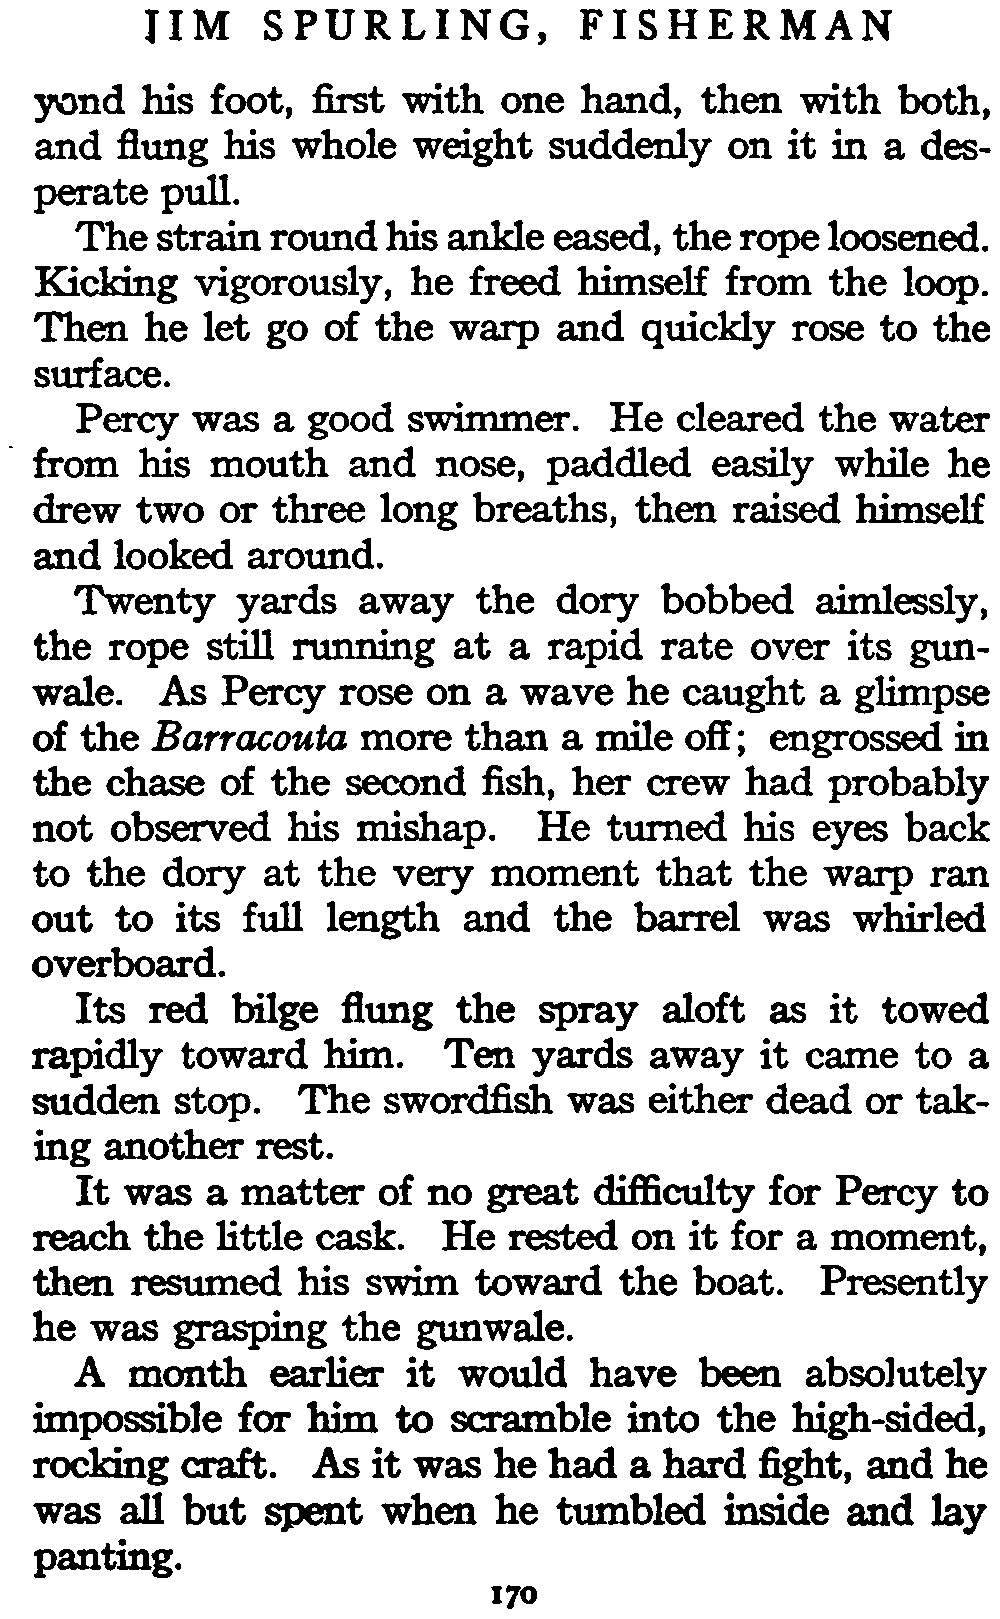 JIM SPURLING, FISHERMAN
yond his foot, first with one hand, then with both,
and flung his whole weight suddenly on it in a des-
perate pull.
The strain round his ankle eased, the rope loosened.
Kicking vigorously, he freed himself from the loop.
Then he let go of the warp and quickly rose to the
surface.
Percy was a good swimmer. He cleared the water
from his mouth and nose, paddled easily while he
drew two or three long breaths, then raised himself
and looked around.
Twenty yards away the dory bobbed aimlessly,
the rope still running at a rapid rate over its gun-
wale. As Percy rose on a wave he caught a glimpse
of the Barracouta more than a mile off; engrossed in
the chase of the second fish, her crew had probably
not observed his mishap. He turned his eyes back
to the dory at the very moment that the warp ran
out to its full length and the barrel was whirled
overboard.
Its red bilge flung the spray aloft as it towed
rapidly toward him. Ten yards away it came to a
sudden stop. The swordfish was either dead or tak-
ing another rest.
It was a matter of no great difficulty for Percy to
reach the little cask. He rested on it for a moment,
then resumed his swim toward the boat. Presently
he was grasping the gunwale.
A month earlier it would have been absolutely
impossible for him to scramble into the high-sided,
rocking craft. As it was he had a hard fight, and he
was all but spent when he tumbled inside and lay
panting.
170